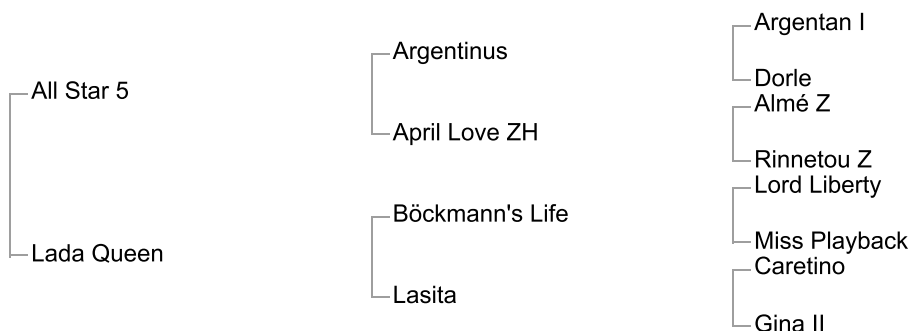 All Star 5
Lada Queen
Argentinus
April Love ZH
Böckmann's Life
Lasita
Argentan I
Dorle
Almé Z
Rinnetou Z
Lord Liberty
Miss Playback
Caretino
Gina II